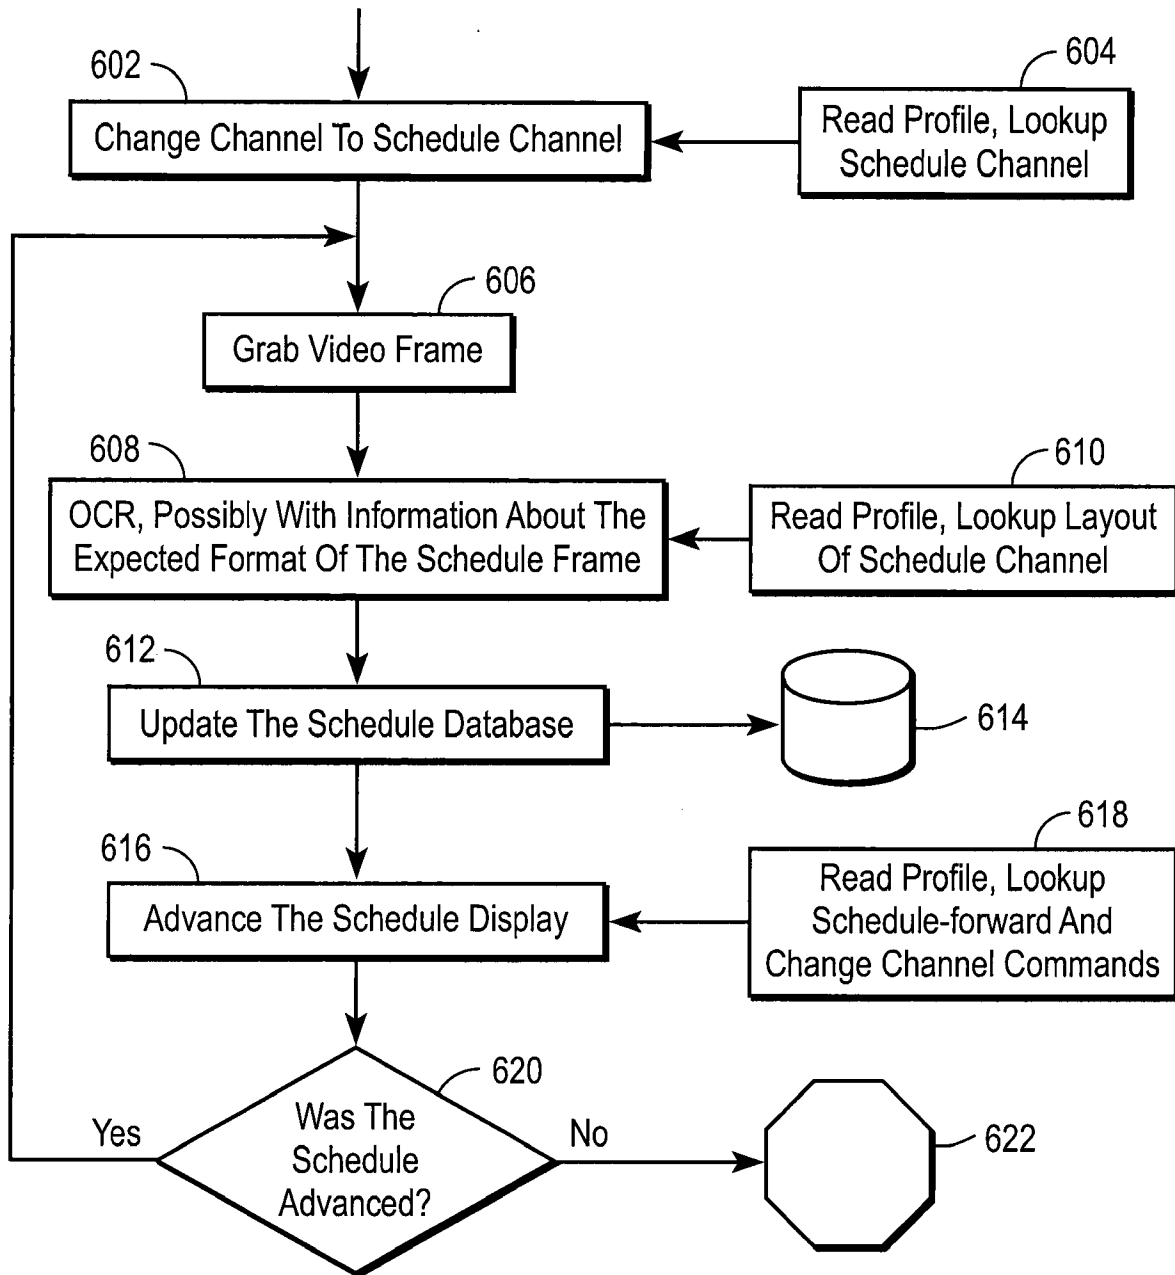 602
Change Channel To Schedule Channel
604
Read Profile, Lookup
Schedule Channel
606
Grab Video Frame
608
OCR, Possibly With Information About The
Expected Format Of The Schedule Frame
610
Read Profile, Lookup Layout
Of Schedule Channel
612
Update The Schedule Database
614
616
Advance The Schedule Display
618
Read Profile, Lookup
Schedule-forward And
Change Channel Commands
620
Was The
Schedule
Advanced?
Yes
No
622